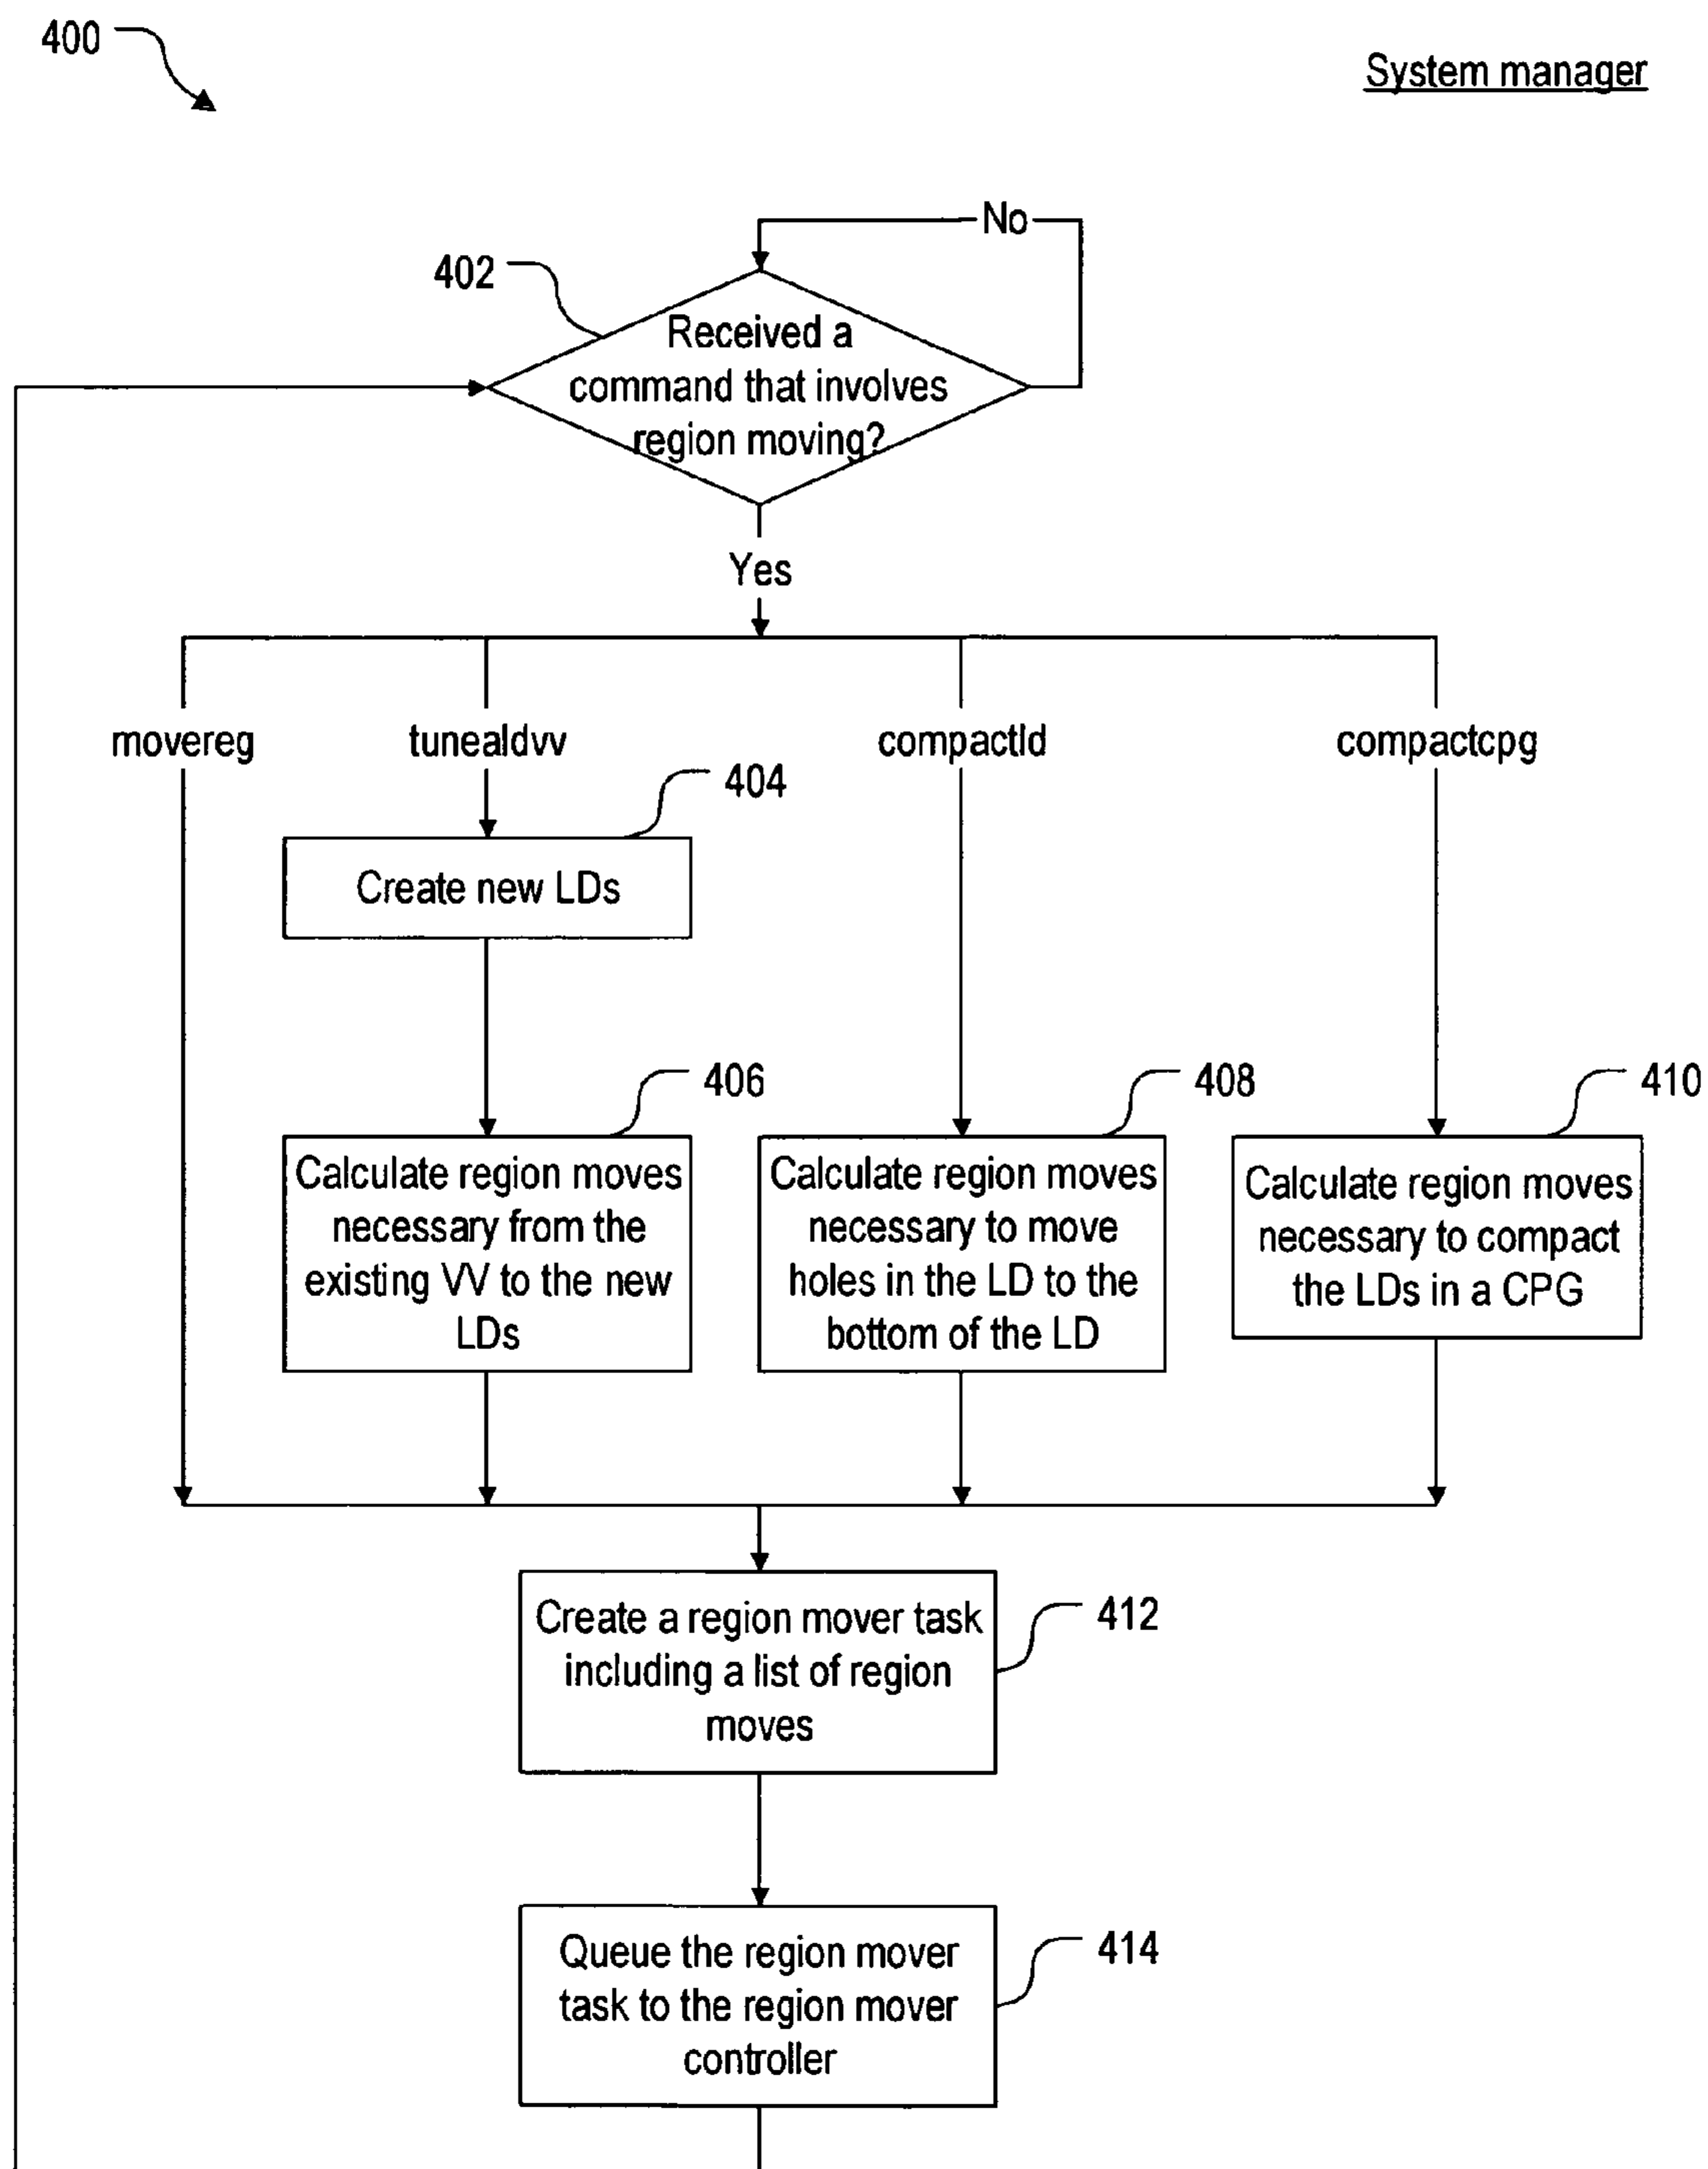 400
System manager
No
402
Received a
command that involves
region moving?
Yes
movereg
tunealdvv
compactld
compactcpg
404
Create new LDs
406
Calculate region moves
necessary from the
existing VV to the new
LDs
408
Calculate region moves
necessary to move
holes in the LD to the
bottom of the LD
410
Calculate region moves
necessary to compact
the LDs in a CPG
412
Create a region mover task
including a list of region
moves
414
Queue the region mover
task to the region mover
controller